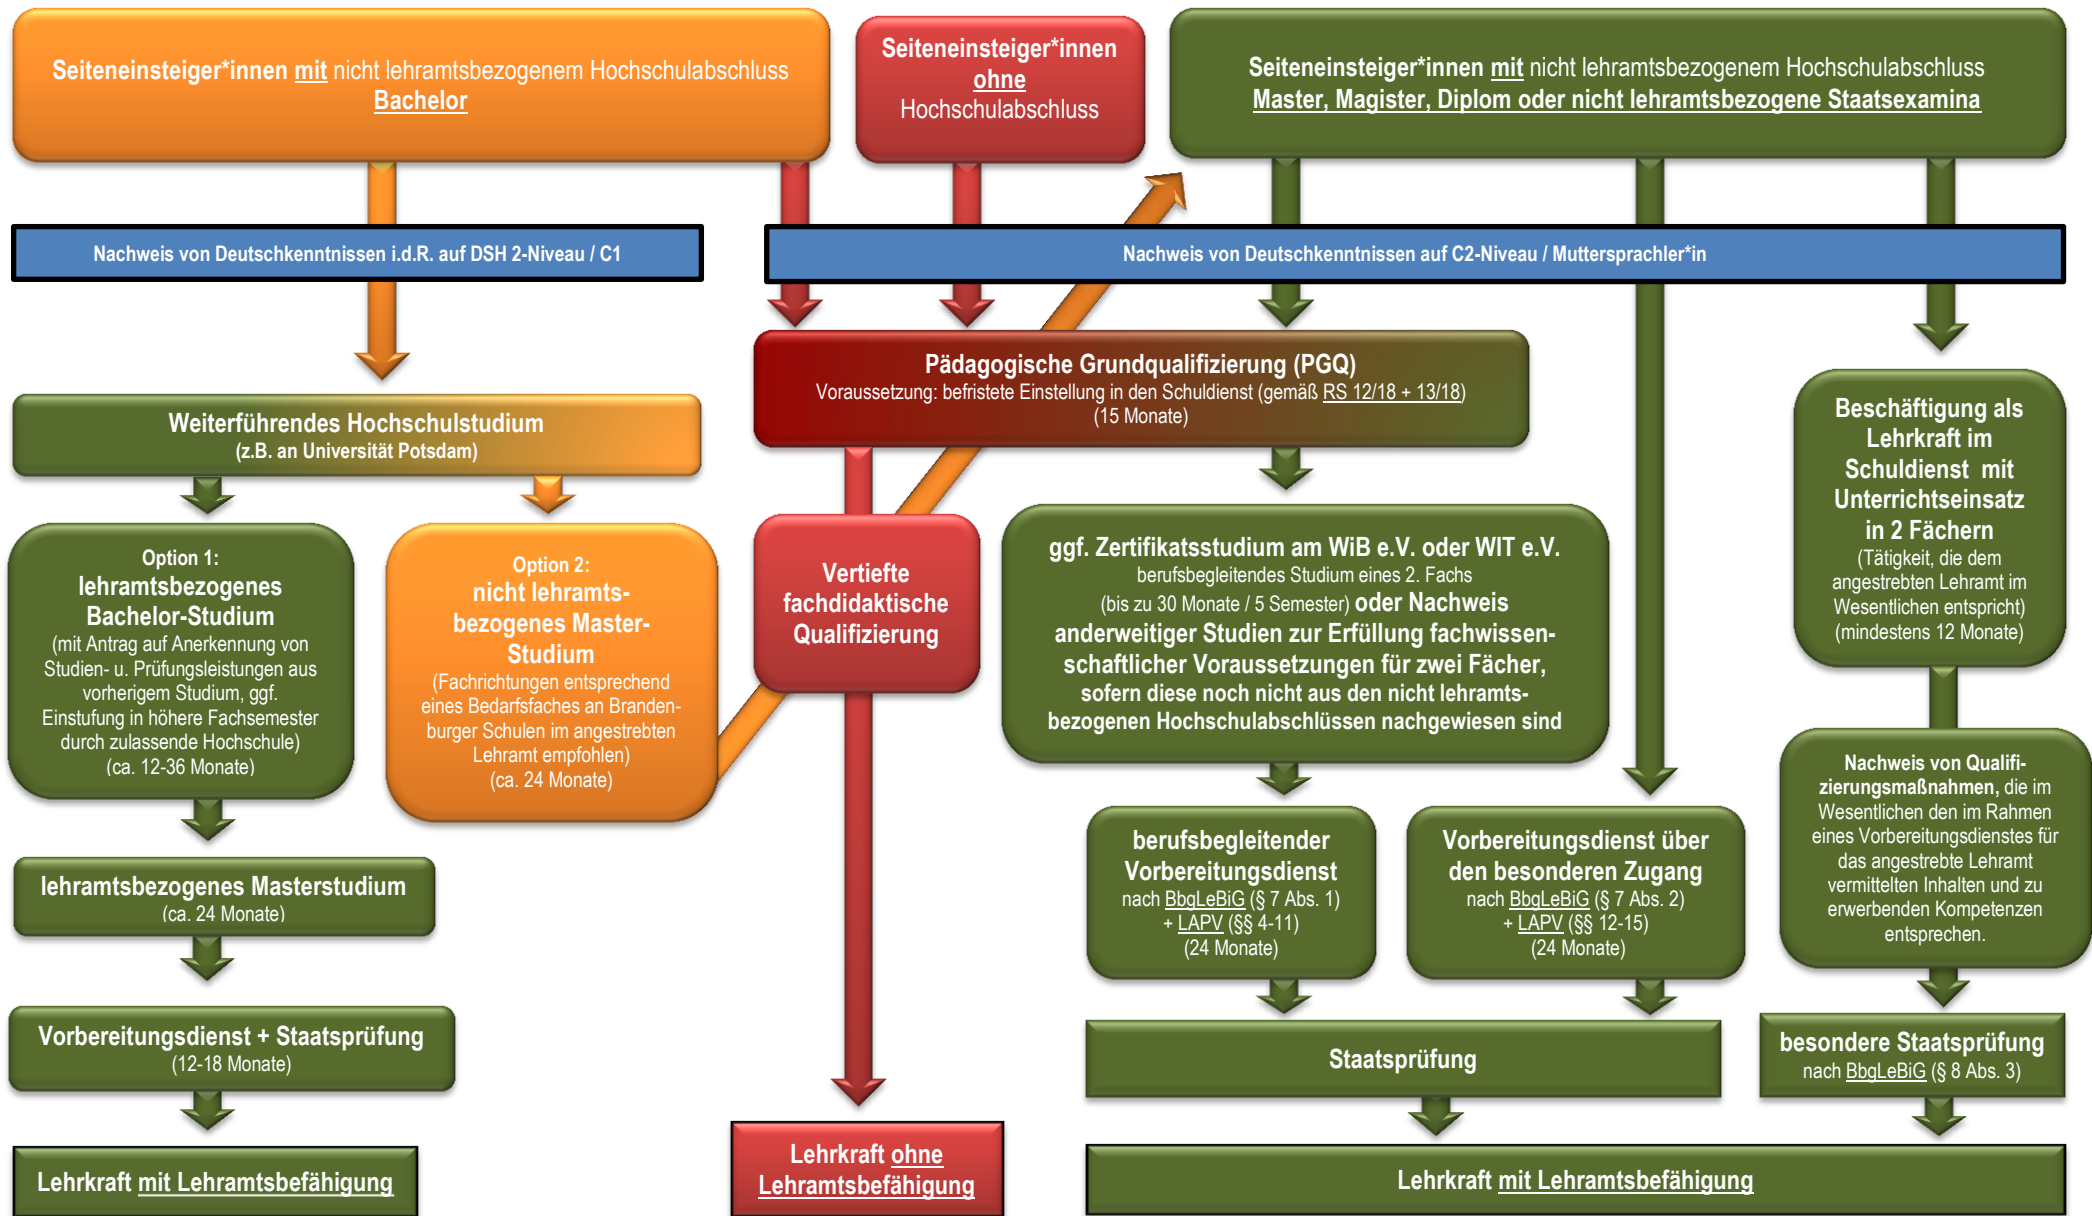 Seiteneinsteiger*innen mit nicht lehramtsbezogenem Hochschulabschluss
Bachelor
Seiteneinsteiger*innen
ohne
Hochschulabschluss
Seiteneinsteiger*innen mit nicht lehramtsbezogenem Hochschulabschluss
Master, Magister, Diplom oder nicht lehramtsbezogene Staatsexamina
Nachweis von Deutschkenntnissen i.d.R. auf DSH 2-Niveau / C1
Nachweis von Deutschkenntnissen auf C2-Niveau / Muttersprachler*in
Weiterführendes Hochschulstudium
(z.B. an Universität Potsdam)
Option 1:
lehramtsbezogenes
Bachelor-Studium
(mit Antrag auf Anerkennung von
Studien- u. Prüfungsleistungen aus
vorherigem Studium, ggf.
Einstufung in höhere Fachsemester
durch zulassende Hochschule)
(ca. 12-36 Monate)
Option 2:
nicht lehramts-
bezogenes Master-
Studium
(Fachrichtungen entsprechend
eines Bedarfsfaches an Branden-
burger Schulen im angestrebten
Lehramt empfohlen)
(ca. 24 Monate)
lehramtsbezogenes Masterstudium
(ca. 24 Monate)
Vorbereitungsdienst + Staatsprüfung
(12-18 Monate)
Lehrkraft mit Lehramtsbefähigung
Pädagogische Grundqualifizierung (PGQ)
Voraussetzung: befristete Einstellung in den Schuldienst (gemäß RS 12/18 + 13/18)
(15 Monate)
Vertiefte
fachdidaktische
Qualifizierung
Lehrkraft ohne
Lehramtsbefähigung
ggf. Zertifikatsstudium am WiB e.V. oder WIT e.V.
berufsbegleitendes Studium eines 2. Fachs
(bis zu 30 Monate / 5 Semester) oder Nachweis
anderweitiger Studien zur Erfüllung fachwissen-
schaftlicher Voraussetzungen für zwei Fächer,
sofern diese noch nicht aus den nicht lehramts-
bezogenen Hochschulabschlüssen nachgewiesen sind
berufsbegleitender
Vorbereitungsdienst
nach BbgLeBiG (§ 7 Abs. 1)
+ LAPV (§§ 4-11)
(24 Monate)
Vorbereitungsdienst über
den besonderen Zugang
nach BbgLeBiG (§ 7 Abs. 2)
+ LAPV (§§ 12-15)
(24 Monate)
Staatsprüfung
Beschäftigung als
Lehrkraft im
Schuldienst mit
Unterrichtseinsatz
in 2 Fächern
(Tätigkeit, die dem
angestrebten Lehramt im
Wesentlichen entspricht)
(mindestens 12 Monate)
Nachweis von Qualifi-
zierungsmaßnahmen, die im
Wesentlichen den im Rahmen
eines Vorbereitungsdienstes für
das angestrebte Lehramt
vermittelten Inhalten und zu
erwerbenden Kompetenzen
entsprechen.
besondere Staatsprüfung
nach BbgLeBiG (§ 8 Abs. 3)
Lehrkraft mit Lehramtsbefähigung